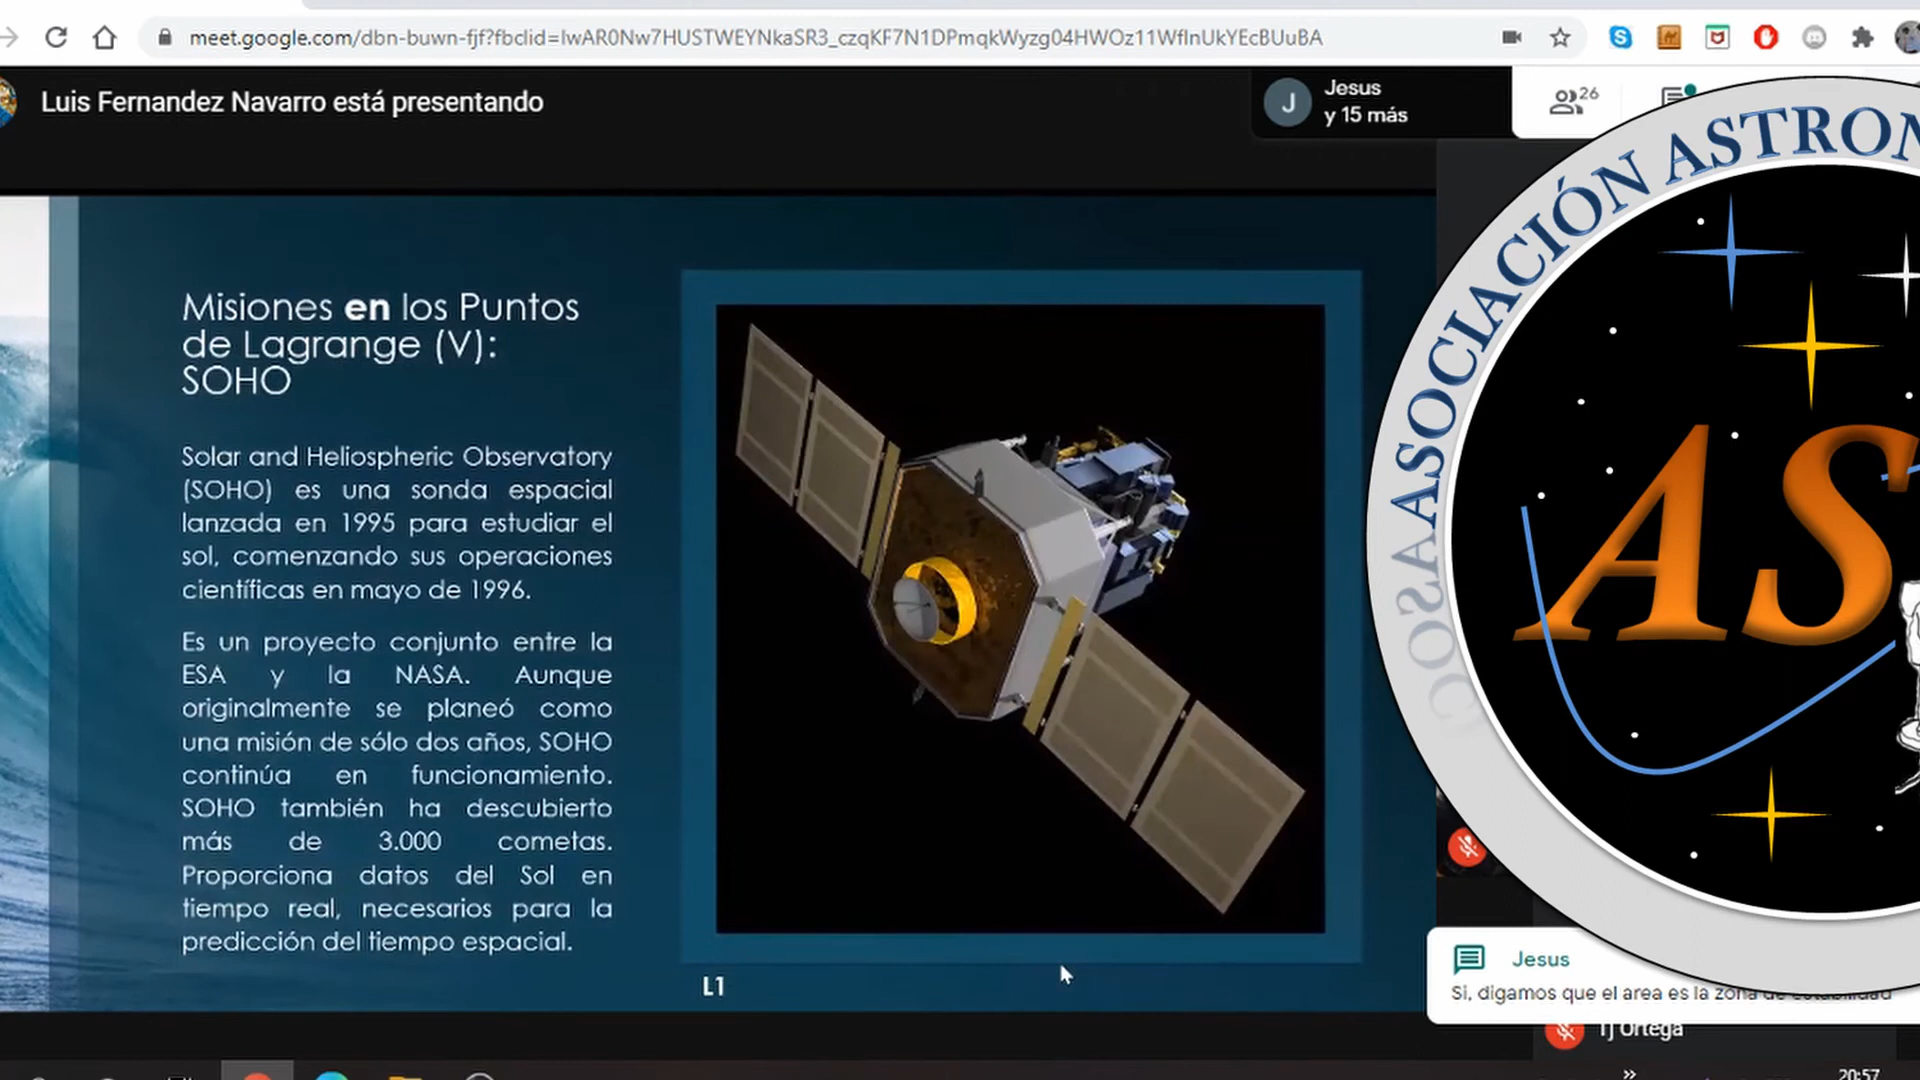 meet.google.com/dbn-buwn-fjf?fbclid=IwAR0Nw7HUSTWEYNkaSR3_czqKF7N1DPmqkWyzg04HWOz11WfInUkYEcBUuBA
Luis Fernandez Navarro está presentando
J
Jesus
y 15 más
26
Misiones en los Puntos
de Lagrange (V):
SOHO
Solar and Heliospheric Observatory
(SOHO) es una sonda espacial
lanzada en 1995 para estudiar el
sol, comenzando sus operaciones
científicas en mayo de 1996.
Es un proyecto conjunto entre la
ESA y la NASA. Aunque
originalmente se planeó como
una misión de sólo dos años, SOHO
continúa en funcionamiento.
SOHO también ha descubierto
más de 3.000 cometas.
Proporciona datos del Sol en
tiempo real, necesarios para la
predicción del tiempo espacial.
L1
ASOCIACIÓN ASTRON
AS
Jesus
Si, digamos que el area es la zona de estabilidad
Tj Ortega
20:57